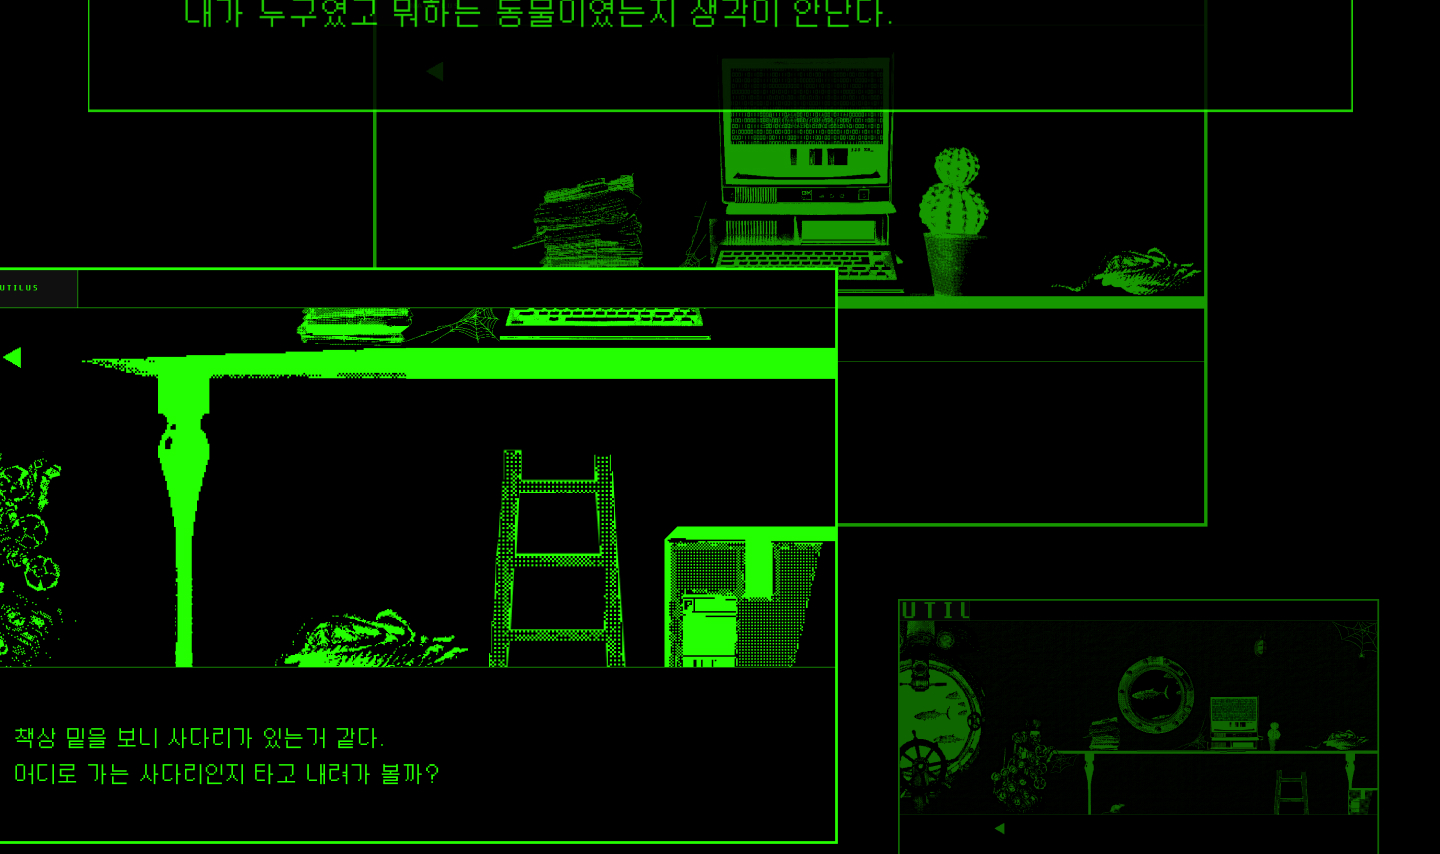 내가 누구였고 뭐하는 동물이였는지 생각이 안난다.
UTILUS
책상 밑을 보니 사다리가 있는거 같다.
어디로 가는 사다리인지 타고 내려가 볼까?
UTIL